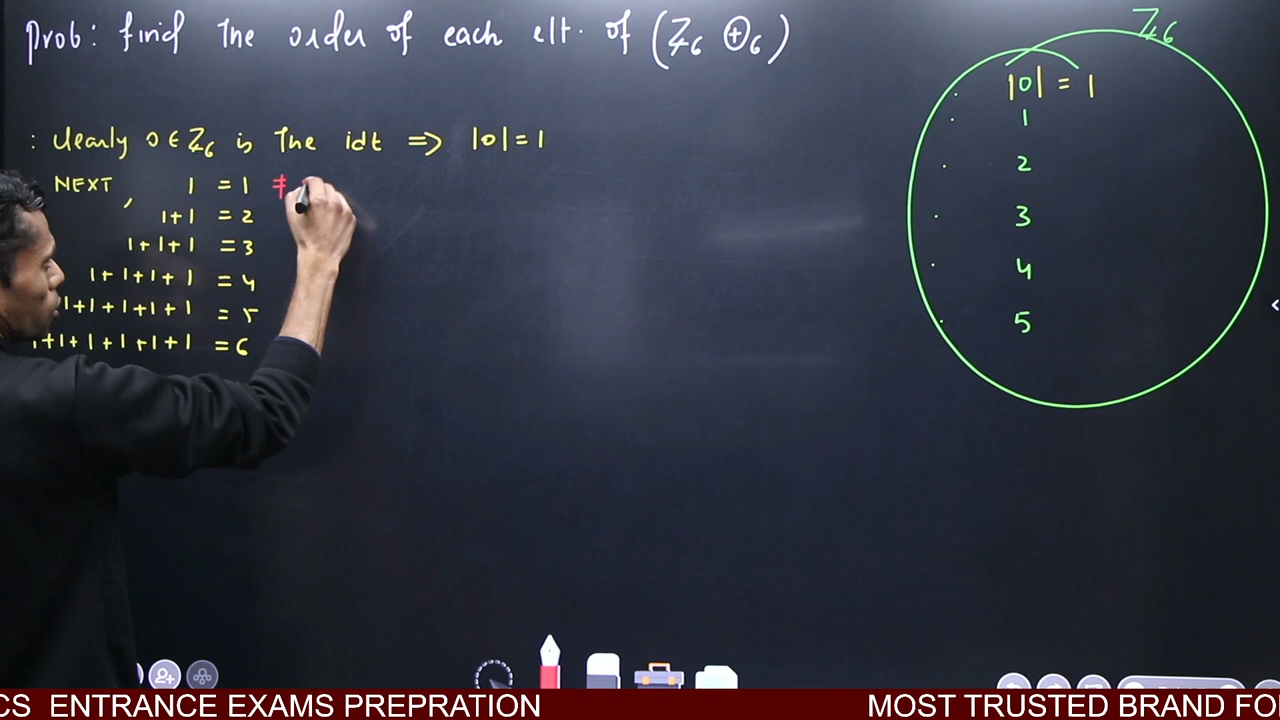 Prob: find The order of each elt. of (Z6 ⊕6)
Z6
|0| = 1
: Clearly 0 ∈ Z6 is The idt => |0| = 1
1
NEXT, 1 = 1 ≠
2
1+1 = 2
3
1+1+1 = 3
4
1+1+1+1 = 4
5
1+1+1+1+1 = 5
1+1+1+1+1+1 = 6
CS ENTRANCE EXAMS PREPRATION MOST TRUSTED BRAND FO